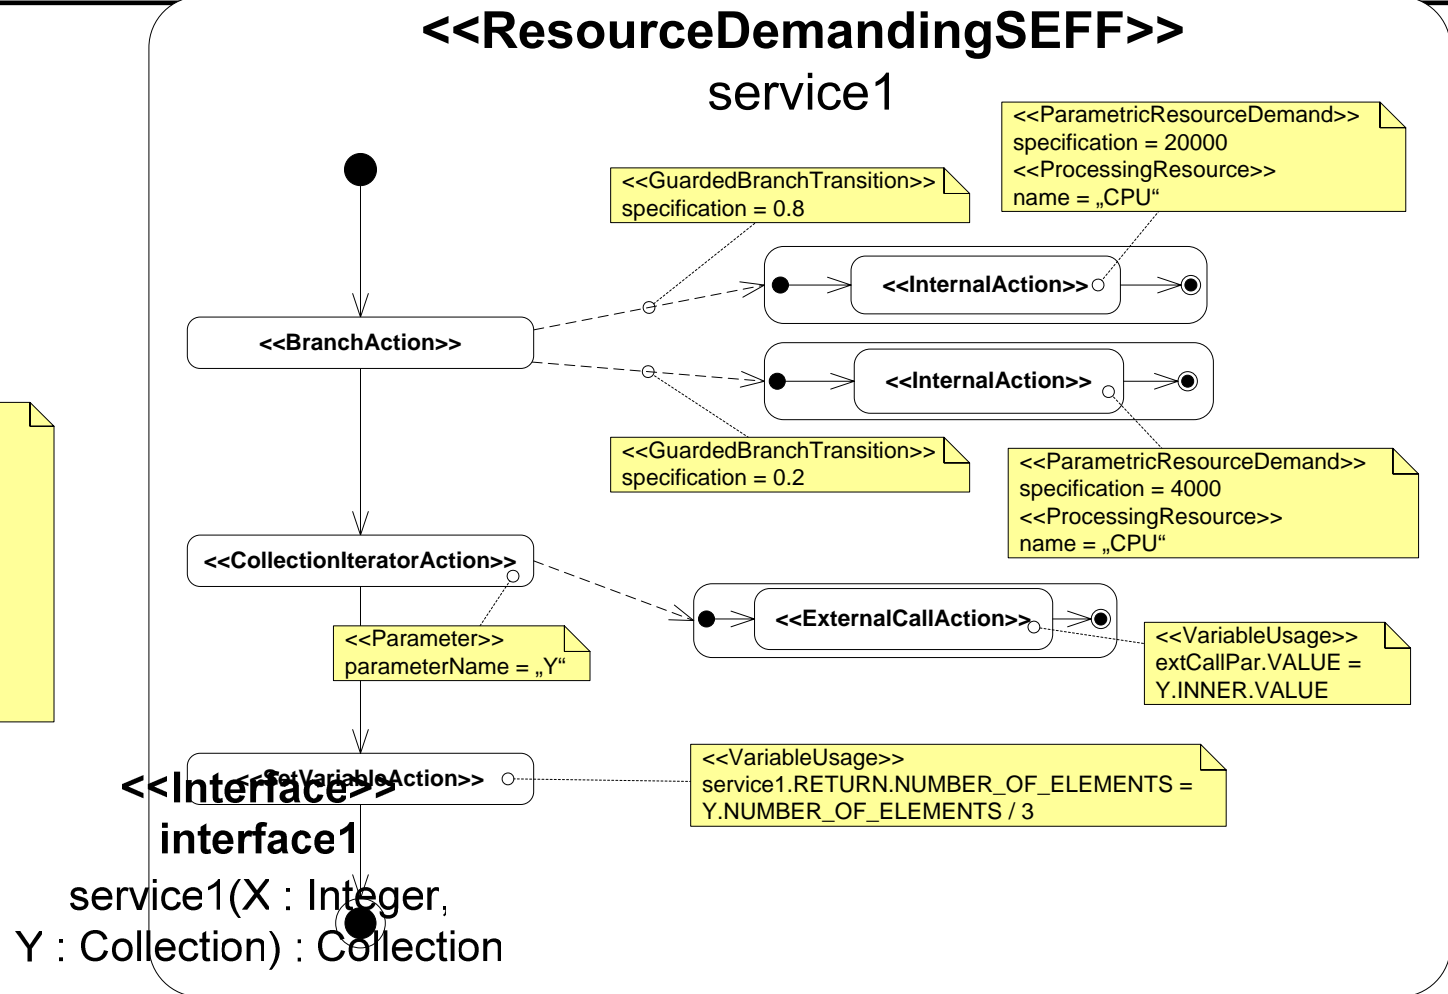 <<ResourceDemandingSEFF>>
service1
<<ParametricResourceDemand>>
specification = 20000
<<ProcessingResource>>
name = „CPU“
<<GuardedBranchTransition>>
specification = 0.8
<<InternalAction>>
<<BranchAction>>
<<InternalAction>>
<<GuardedBranchTransition>>
specification = 0.2
<<ParametricResourceDemand>>
specification = 4000
<<ProcessingResource>>
name = „CPU“
<<CollectionIteratorAction>>
<<Parameter>>
parameterName = „Y“
<<ExternalCallAction>>
<<VariableUsage>>
extCallPar.VALUE =
Y.INNER.VALUE
<<SetVariableAction>>
<<VariableUsage>>
service1.RETURN.NUMBER_OF_ELEMENTS =
Y.NUMBER_OF_ELEMENTS / 3
<<Interface>>
interface1
service1(X : Integer,
Y : Collection) : Collection